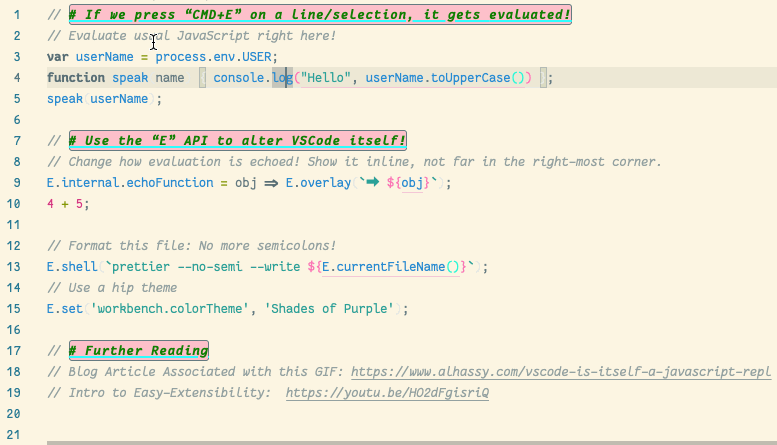 1 // # If we press “CMD+E” on a line/selection, it gets evaluated!
2 // Evaluate usual JavaScript right here!
3 var userName = process.env.USER;
4 function speak name { console.log("Hello", userName.toUpperCase()) };
5 speak(userName);
6
7 // # Use the “E” API to alter VSCode itself!
8 // Change how evaluation is echoed! Show it inline, not far in the right-most corner.
9 E.internal.echoFunction = obj => E.overlay(`➡ ${obj}`);
10 4 + 5;
11
12 // Format this file: No more semicolons!
13 E.shell(`prettier --no-semi --write ${E.currentFileName()}`);
14 // Use a hip theme
15 E.set('workbench.colorTheme', 'Shades of Purple');
16
17 // # Further Reading
18 // Blog Article Associated with this GIF: https://www.alhassy.com/vscode-is-itself-a-javascript-repl
19 // Intro to Easy-Extensibility: https://youtu.be/HO2dFgisriQ
20
21